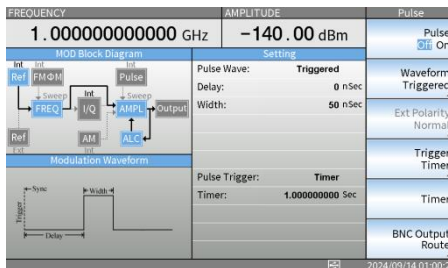 FREQUENCY
AMPLITUDE
Pulse
1.000000000000 GHz
-140.00 dBm
MOD Block Diagram
Setting
Int
Int
Int
Ref
FMΦM
Pulse
Sweep
Int
Sweep
FREQ
I/Q
AMPL
Output
Ref
AM
ALC
Ext
Int
Modulation Waveform
Sync
Width
Trigger
Delay
Pulse Wave: Triggered
Delay: 0 nSec
Width: 50 nSec
Pulse Trigger: Timer
Timer: 1.000000000 Sec
Pulse
Off On
Waveform
Triggered
Ext Polarity
Normal
Trigger
Timer
Timer
BNC Output
Route